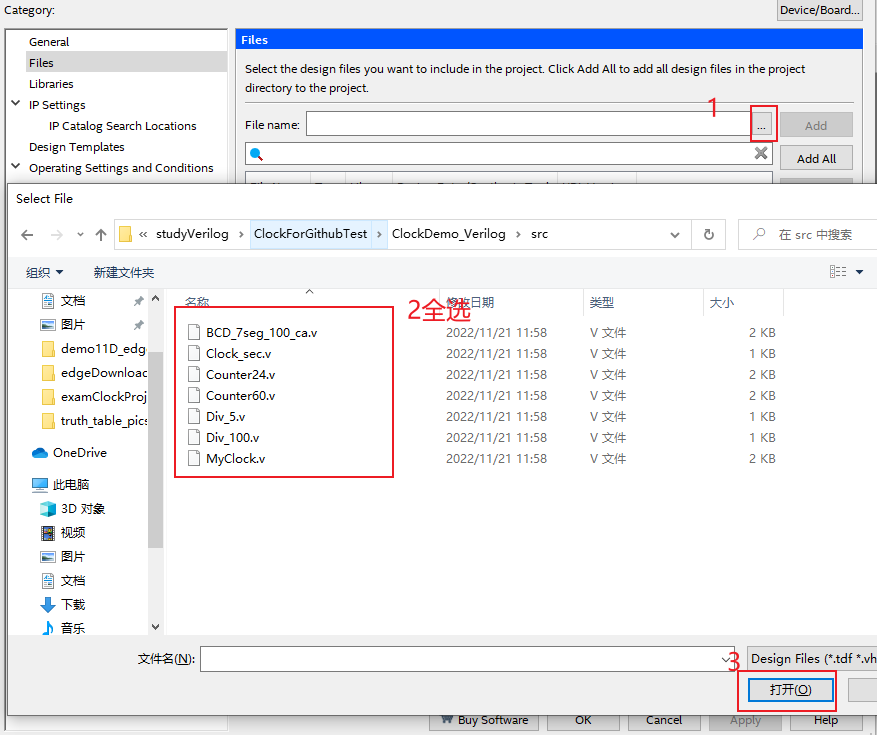 Category:
Device/Board...
General
Files
Libraries
IP Settings
IP Catalog Search Locations
Design Templates
Operating Settings and Conditions
Files
Select the design files you want to include in the project. Click Add All to add all design files in the project
directory to the project.
1
File name:
...
Add
Add All
Select File
« studyVerilog › ClockForGithubTest › ClockDemo_Verilog › src
在 src 中搜索
组织
新建文件夹
文档
图片
demo11D_edg
edgeDownloac
examClockProj
truth_table_pics
OneDrive
此电脑
3D 对象
视频
图片
文档
下载
音乐
名称 修改日期 类型 大小
2全选
BCD_7seg_100_ca.v 2022/11/21 11:58 V 文件 2 KB
Clock_sec.v 2022/11/21 11:58 V 文件 1 KB
Counter24.v 2022/11/21 11:58 V 文件 2 KB
Counter60.v 2022/11/21 11:58 V 文件 2 KB
Div_5.v 2022/11/21 11:58 V 文件 1 KB
Div_100.v 2022/11/21 11:58 V 文件 1 KB
MyClock.v 2022/11/21 11:58 V 文件 2 KB
文件名(N):
3
Design Files (*.tdf *.vh
打开(O)
Buy Software
OK
Cancel
Apply
Help